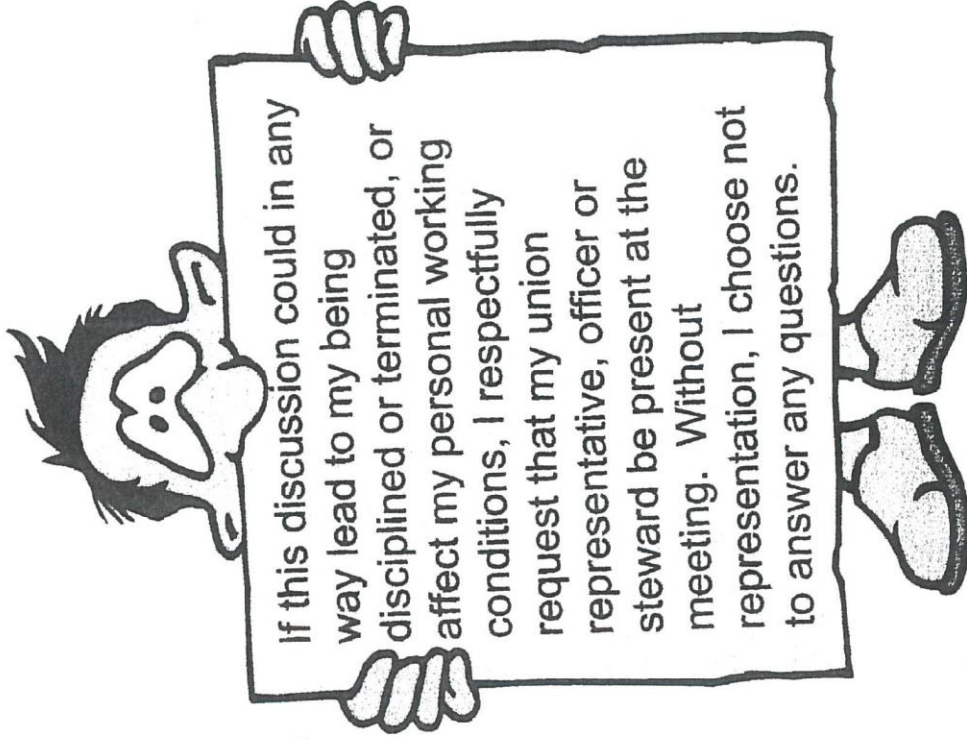 If this discussion could in any
way lead to my being
disciplined or terminated, or
affect my personal working
conditions, I respectfully
request that my union
representative, officer or
steward be present at the
meeting. Without
representation, I choose not
to answer any questions.